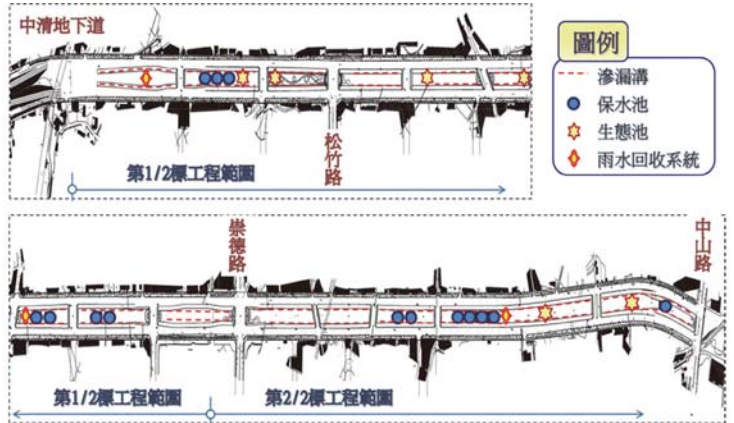 中清地下道
松竹路
第1/2標工程範圍
圖例
滲漏溝
保水池
生態池
雨水回收系統
崇德路
中山路
第1/2標工程範圍
第2/2標工程範圍